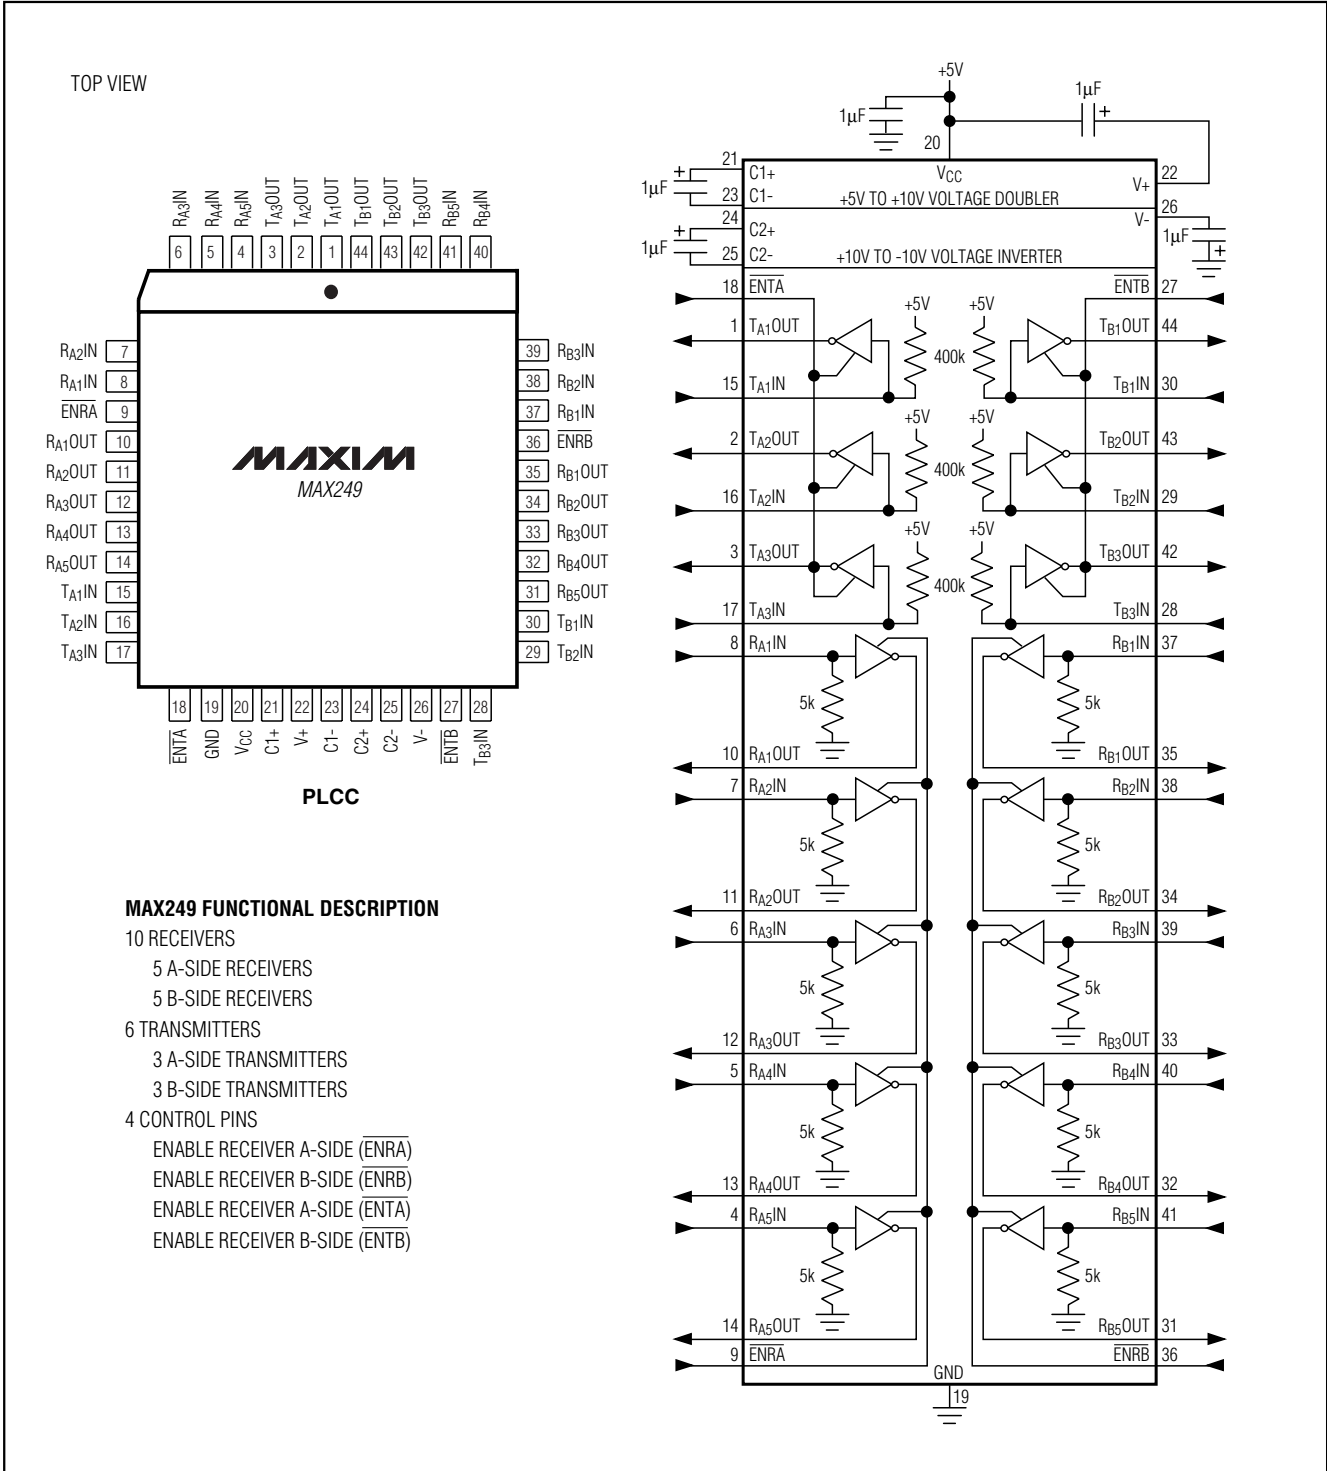 TOP VIEW
RA3IN RA4IN RA5IN TA3OUT TA2OUT TA1OUT TB1OUT TB2OUT TB3OUT RB5IN RB4IN
6 5 4 3 2 1 44 43 42 41 40
RA2IN 7
RA1IN 8
ENRA 9
RA1OUT 10
RA2OUT 11
RA3OUT 12
RA4OUT 13
RA5OUT 14
TA1IN 15
TA2IN 16
TA3IN 17
MAXIM
MAX249
39 RB3IN
38 RB2IN
37 RB1IN
36 ENRB
35 RB1OUT
34 RB2OUT
33 RB3OUT
32 RB4OUT
31 RB5OUT
30 TB1IN
29 TB2IN
18 19 20 21 22 23 24 25 26 27 28
ENTA GND VCC C1+ V+ C1- C2+ C2- V- ENTB TB3IN
PLCC
MAX249 FUNCTIONAL DESCRIPTION
10 RECEIVERS
5 A-SIDE RECEIVERS
5 B-SIDE RECEIVERS
6 TRANSMITTERS
3 A-SIDE TRANSMITTERS
3 B-SIDE TRANSMITTERS
4 CONTROL PINS
ENABLE RECEIVER A-SIDE (ENRA)
ENABLE RECEIVER B-SIDE (ENRB)
ENABLE RECEIVER A-SIDE (ENTA)
ENABLE RECEIVER B-SIDE (ENTB)
+5V
1µF 1µF +
20
21 C1+ VCC V+ 22
+ 1µF
23 C1- +5V TO +10V VOLTAGE DOUBLER
24 C2+ V- 26
+ 1µF 1µF +
25 C2- +10V TO -10V VOLTAGE INVERTER
18 ENTA ENTB 27
+5V +5V
1 TA1OUT TB1OUT 44
400k
15 TA1IN TB1IN 30
+5V +5V
2 TA2OUT TB2OUT 43
400k
16 TA2IN TB2IN 29
+5V +5V
3 TA3OUT TB3OUT 42
400k
17 TA3IN TB3IN 28
8 RA1IN RB1IN 37
5k 5k
10 RA1OUT RB1OUT 35
7 RA2IN RB2IN 38
5k 5k
11 RA2OUT RB2OUT 34
6 RA3IN RB3IN 39
5k 5k
12 RA3OUT RB3OUT 33
5 RA4IN RB4IN 40
5k 5k
13 RA4OUT RB4OUT 32
4 RA5IN RB5IN 41
5k 5k
14 RA5OUT RB5OUT 31
9 ENRA ENRB 36
GND
19